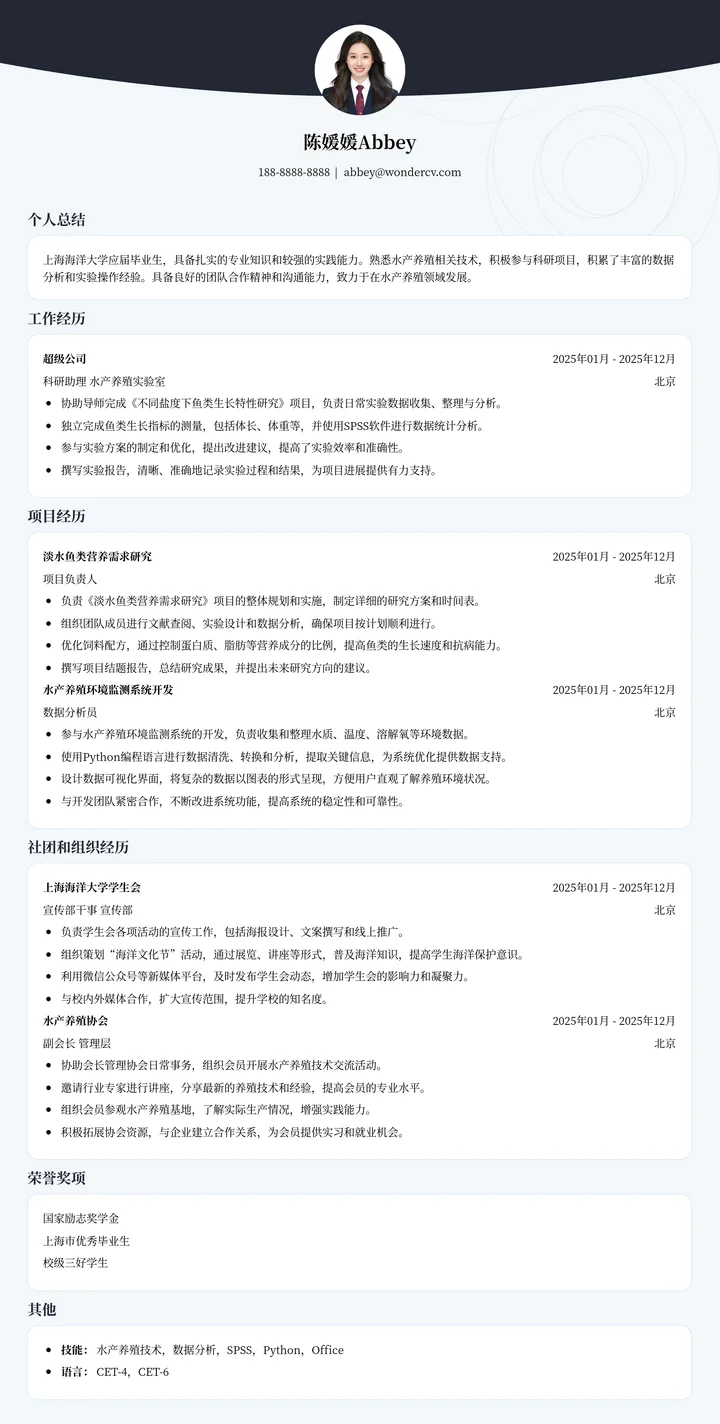 陈媛媛Abbey
188-8888-8888 | abbey@wondercv.com
个人总结
上海海洋大学应届毕业生，具备扎实的专业知识和较强的实践能力。熟悉水产养殖相关技术，积极参与科研项目，积累了丰富的数据
分析和实验操作经验。具备良好的团队合作精神和沟通能力，致力于在水产养殖领域发展。
工作经历
超级公司 2025年01月 - 2025年12月
科研助理 水产养殖实验室 北京
• 协助导师完成《不同盐度下鱼类生长特性研究》项目，负责日常实验数据收集、整理与分析。
• 独立完成鱼类生长指标的测量，包括体长、体重等，并使用SPSS软件进行数据统计分析。
• 参与实验方案的制定和优化，提出改进建议，提高了实验效率和准确性。
• 撰写实验报告，清晰、准确地记录实验过程和结果，为项目进展提供有力支持。
项目经历
淡水鱼类营养需求研究 2025年01月 - 2025年12月
项目负责人 北京
• 负责《淡水鱼类营养需求研究》项目的整体规划和实施，制定详细的研究方案和时间表。
• 组织团队成员进行文献查阅、实验设计和数据分析，确保项目按计划顺利进行。
• 优化饲料配方，通过控制蛋白质、脂肪等营养成分的比例，提高鱼类的生长速度和抗病能力。
• 撰写项目结题报告，总结研究成果，并提出未来研究方向的建议。
水产养殖环境监测系统开发 2025年01月 - 2025年12月
数据分析员 北京
• 参与水产养殖环境监测系统的开发，负责收集和整理水质、温度、溶解氧等环境数据。
• 使用Python编程语言进行数据清洗、转换和分析，提取关键信息，为系统优化提供数据支持。
• 设计数据可视化界面，将复杂的数据以图表的形式呈现，方便用户直观了解养殖环境状况。
• 与开发团队紧密合作，不断改进系统功能，提高系统的稳定性和可靠性。
社团和组织经历
上海海洋大学学生会 2025年01月 - 2025年12月
宣传部干事 宣传部 北京
• 负责学生会各项活动的宣传工作，包括海报设计、文案撰写和线上推广。
• 组织策划“海洋文化节”活动，通过展览、讲座等形式，普及海洋知识，提高学生海洋保护意识。
• 利用微信公众号等新媒体平台，及时发布学生会动态，增加学生会的影响力和凝聚力。
• 与校内外媒体合作，扩大宣传范围，提升学校的知名度。
水产养殖协会 2025年01月 - 2025年12月
副会长 管理层 北京
• 协助会长管理协会日常事务，组织会员开展水产养殖技术交流活动。
• 邀请行业专家进行讲座，分享最新的养殖技术和经验，提高会员的专业水平。
• 组织会员参观水产养殖基地，了解实际生产情况，增强实践能力。
• 积极拓展协会资源，与企业建立合作关系，为会员提供实习和就业机会。
荣誉奖项
国家励志奖学金
上海市优秀毕业生
校级三好学生
其他
• 技能： 水产养殖技术，数据分析，SPSS，Python，Office
• 语言： CET-4，CET-6